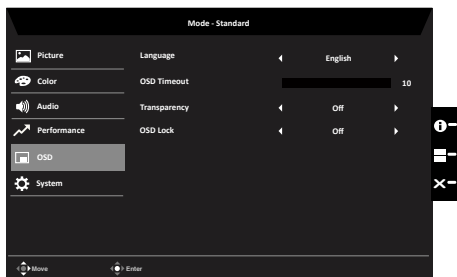 Mode - Standard
Picture
Language English
Color
OSD Timeout 10
Audio
Transparency Off
Performance
OSD Lock Off
OSD
System
Move Enter